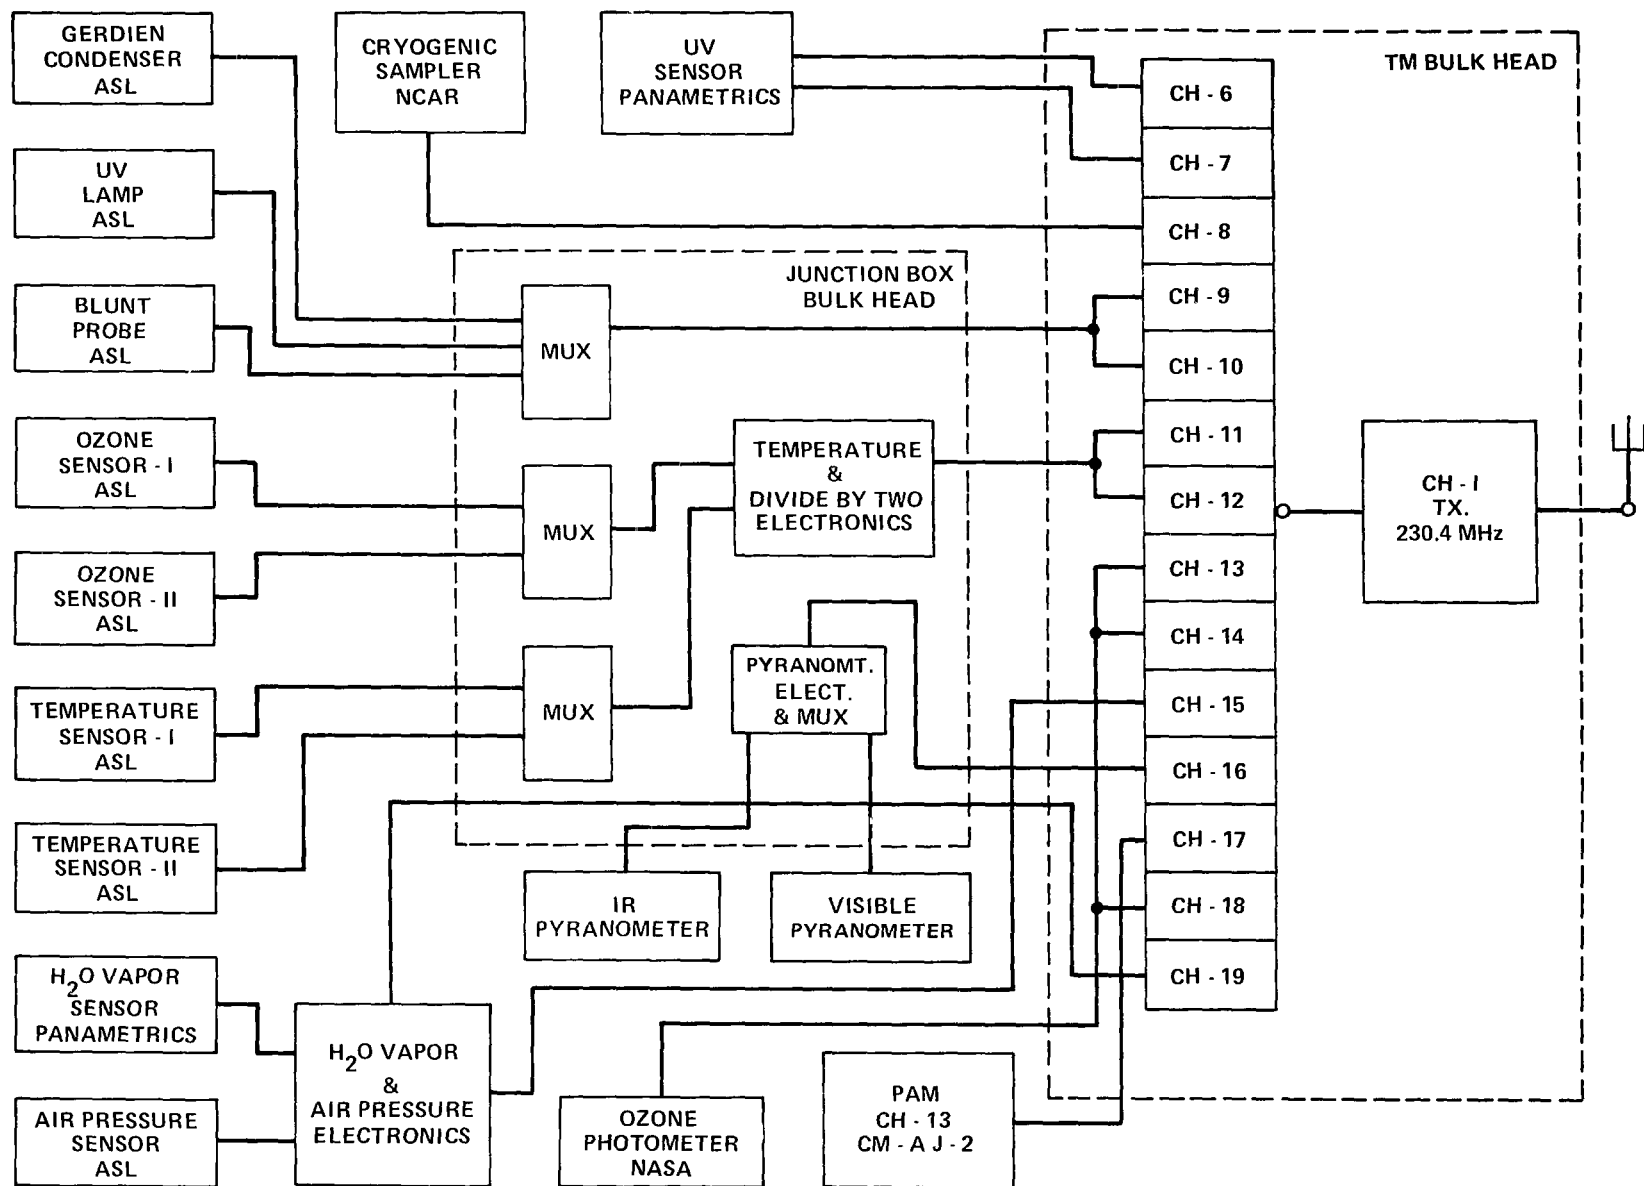 GERDIEN
CONDENSER
ASL
CRYOGENIC
SAMPLER
NCAR
UV
SENSOR
PANAMETRICS
TM BULK HEAD
UV
LAMP
ASL
BLUNT
PROBE
ASL
JUNCTION BOX
BULK HEAD
MUX
OZONE
SENSOR - I
ASL
OZONE
SENSOR - II
ASL
MUX
TEMPERATURE
&
DIVIDE BY TWO
ELECTRONICS
TEMPERATURE
SENSOR - I
ASL
MUX
PYRANOMT.
ELECT.
& MUX
TEMPERATURE
SENSOR - II
ASL
IR
PYRANOMETER
VISIBLE
PYRANOMETER
H2O VAPOR
SENSOR
PANAMETRICS
AIR PRESSURE
SENSOR
ASL
H2O VAPOR
&
AIR PRESSURE
ELECTRONICS
OZONE
PHOTOMETER
NASA
PAM
CH - 13
CM - A J - 2
CH - 6
CH - 7
CH - 8
CH - 9
CH - 10
CH - 11
CH - 12
CH - 13
CH - 14
CH - 15
CH - 16
CH - 17
CH - 18
CH - 19
CH - I
TX.
230.4 MHz